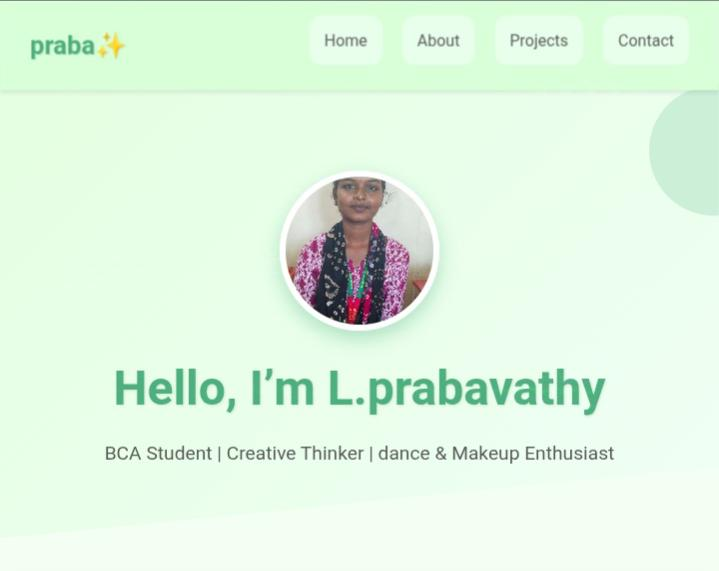 praba✨
Home
About
Projects
Contact
Hello, I’m L.prabavathy
BCA Student | Creative Thinker | dance & Makeup Enthusiast